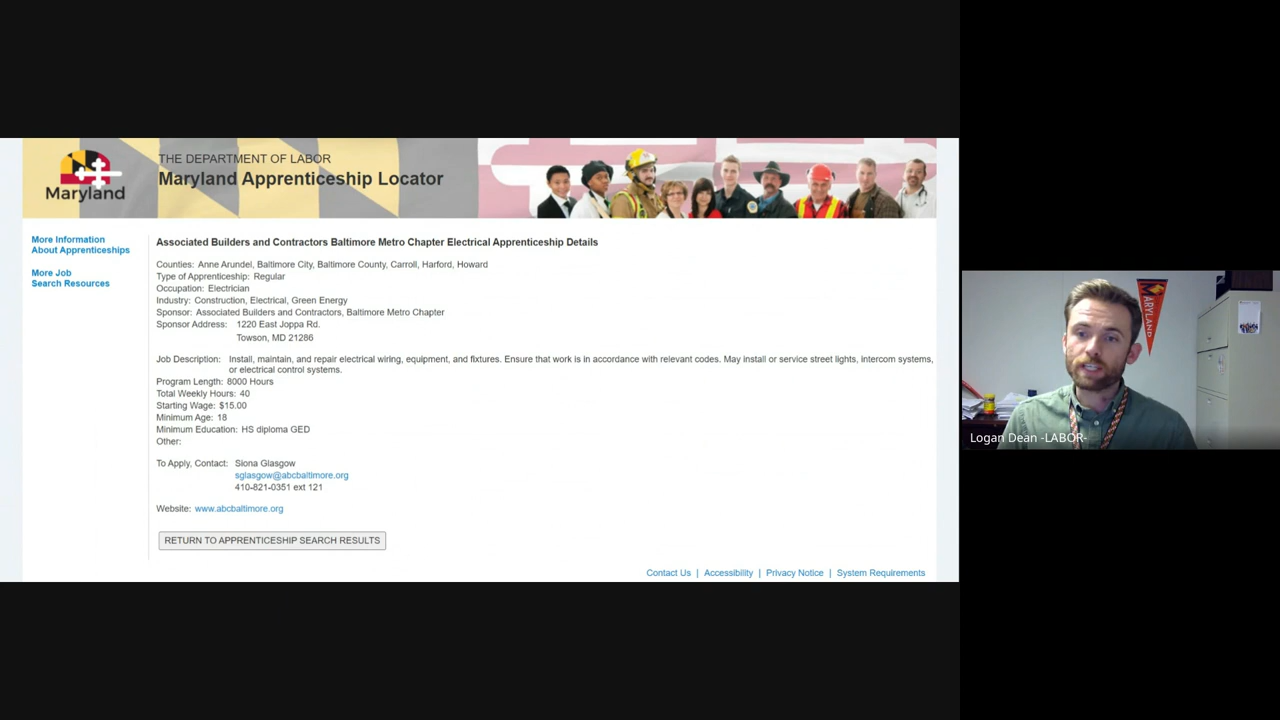 THE DEPARTMENT OF LABOR
Maryland Apprenticeship Locator
Maryland
More Information
About Apprenticeships
More Job
Search Resources
Associated Builders and Contractors Baltimore Metro Chapter Electrical Apprenticeship Details
Counties: Anne Arundel, Baltimore City, Baltimore County, Carroll, Harford, Howard
Type of Apprenticeship: Regular
Occupation: Electrician
Industry: Construction, Electrical, Green Energy
Sponsor: Associated Builders and Contractors, Baltimore Metro Chapter
Sponsor Address: 1220 East Joppa Rd.
Towson, MD 21286
Job Description: Install, maintain, and repair electrical wiring, equipment, and fixtures. Ensure that work is in accordance with relevant codes. May install or service street lights, intercom systems,
or electrical control systems.
Program Length: 8000 Hours
Total Weekly Hours: 40
Starting Wage: $15.00
Minimum Age: 18
Minimum Education: HS diploma GED
Other:
To Apply, Contact: Siona Glasgow
sglasgow@abcbaltimore.org
410-821-0351 ext 121
Website: www.abcbaltimore.org
RETURN TO APPRENTICESHIP SEARCH RESULTS
Contact Us | Accessibility | Privacy Notice | System Requirements
MARYLAND
Logan Dean -LABOR-